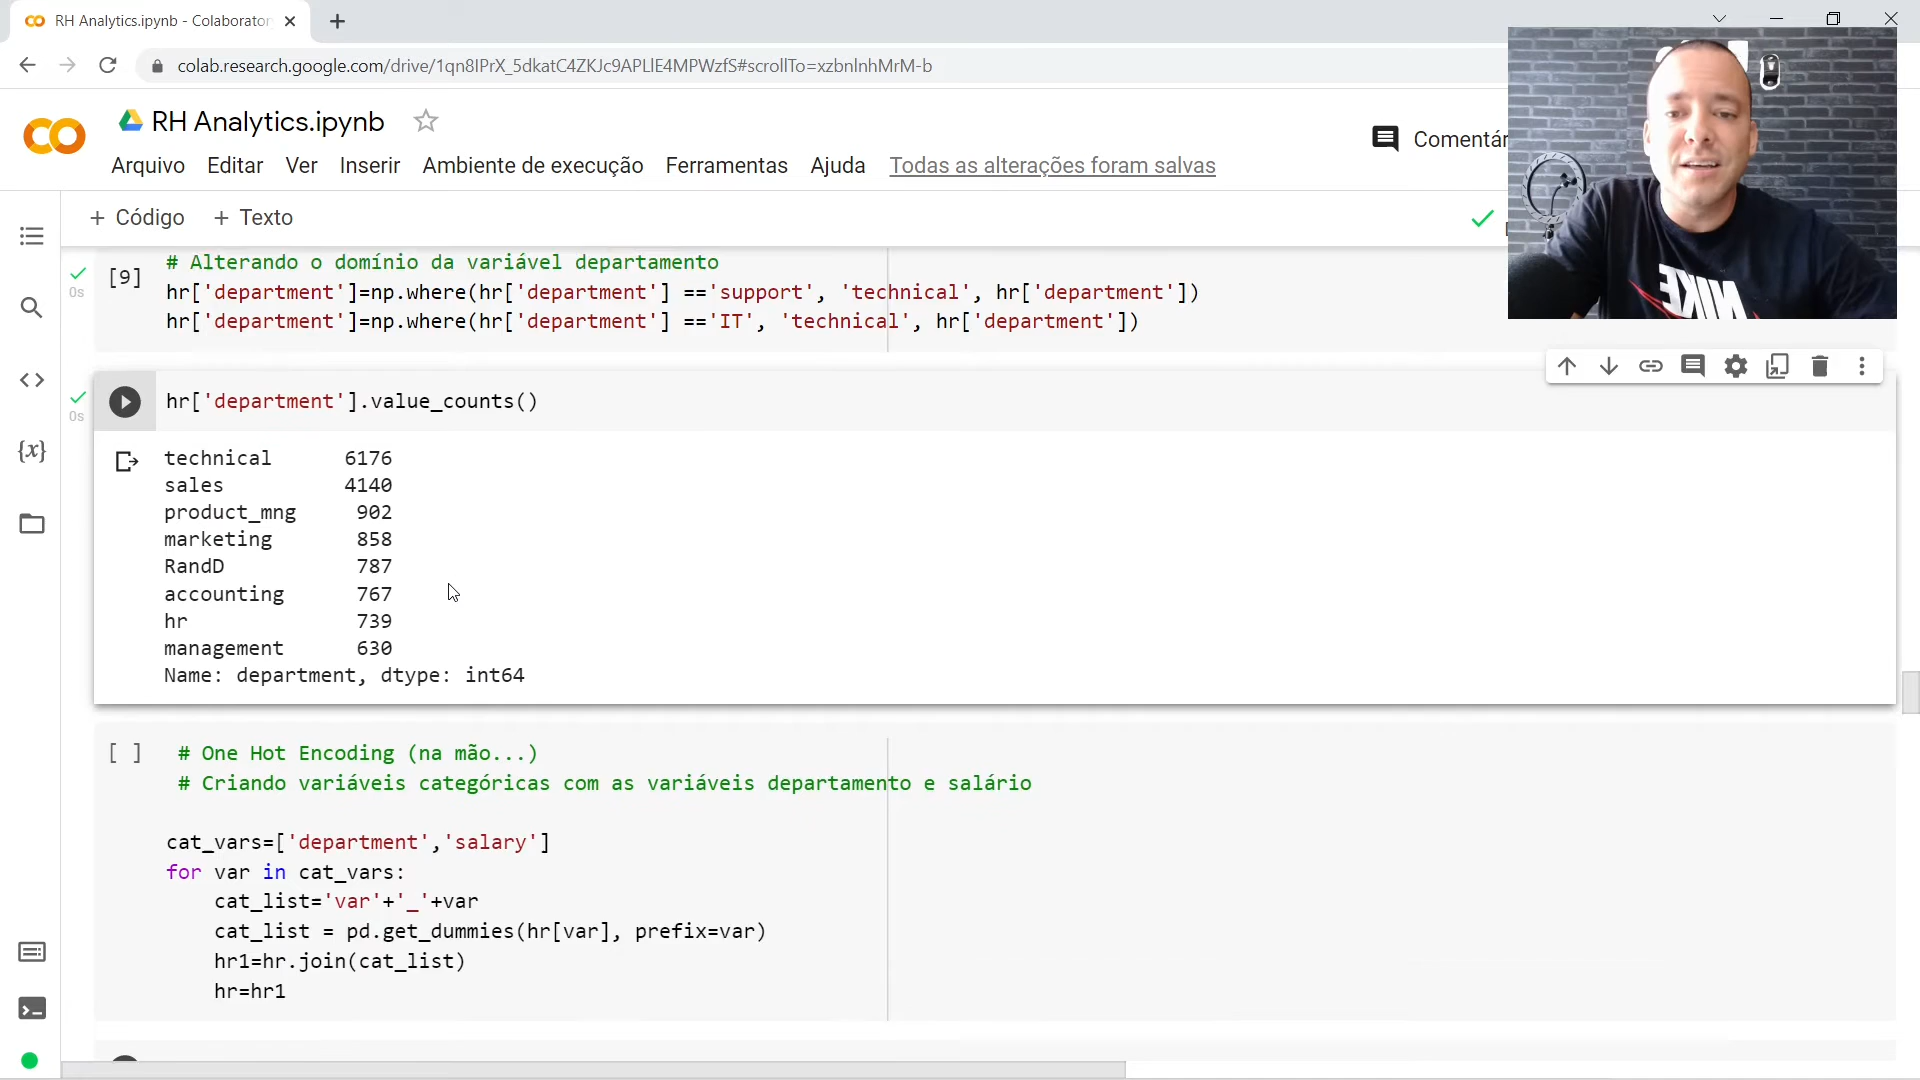 RH Analytics.ipynb - Colaborator
colab.research.google.com/drive/1qn8IPrX_5dkatC4ZKJc9APLlE4MPWzfS#scrollTo=xzbnlnhMrM-b
RH Analytics.ipynb
Comentár
Arquivo Editar Ver Inserir Ambiente de execução Ferramentas Ajuda Todas as alterações foram salvas
+ Código + Texto
[9] # Alterando o domínio da variável departamento
0s
hr['department']=np.where(hr['department'] =='support', 'technical', hr['department'])
hr['department']=np.where(hr['department'] =='IT', 'technical', hr['department'])
hr['department'].value_counts()
0s
technical 6176
sales 4140
product_mng 902
marketing 858
RandD 787
accounting 767
hr 739
management 630
Name: department, dtype: int64
[ ] # One Hot Encoding (na mão...)
# Criando variáveis categóricas com as variáveis departamento e salário
cat_vars=['department','salary']
for var in cat_vars:
cat_list='var'+'_'+var
cat_list = pd.get_dummies(hr[var], prefix=var)
hr1=hr.join(cat_list)
hr=hr1
{x}
NIKE